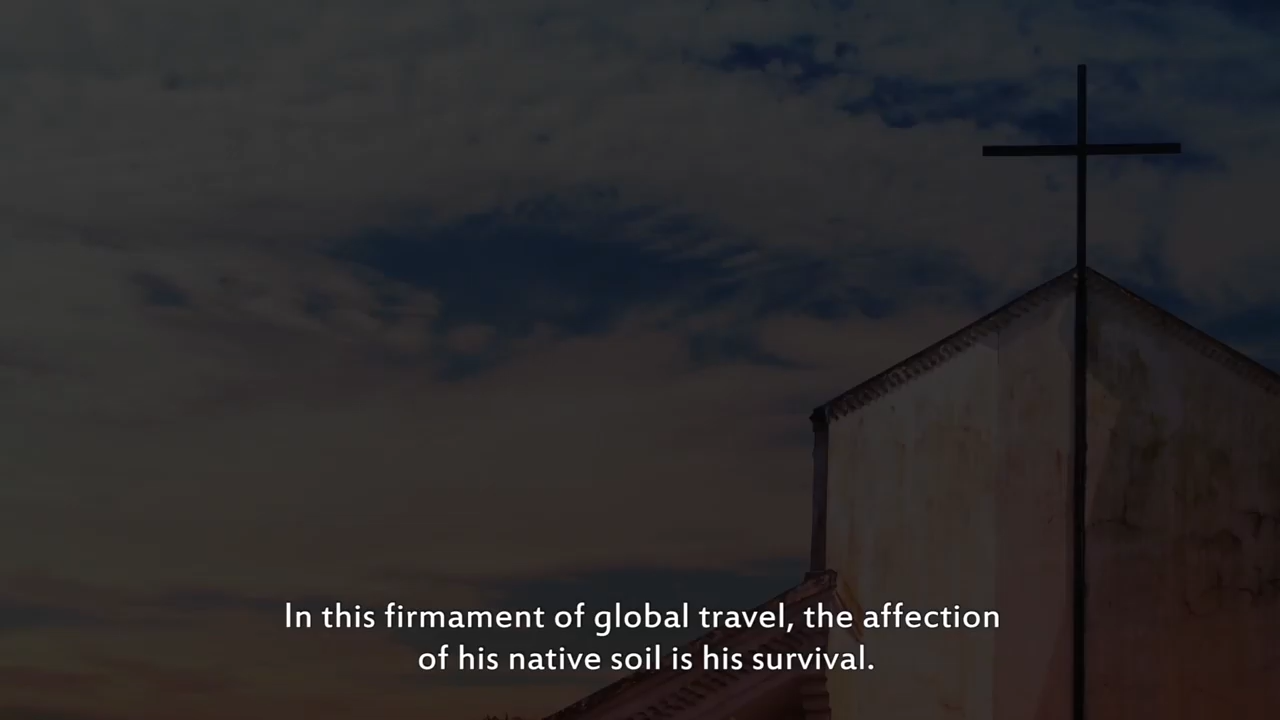 In this firmament of global travel, the affection
of his native soil is his survival.